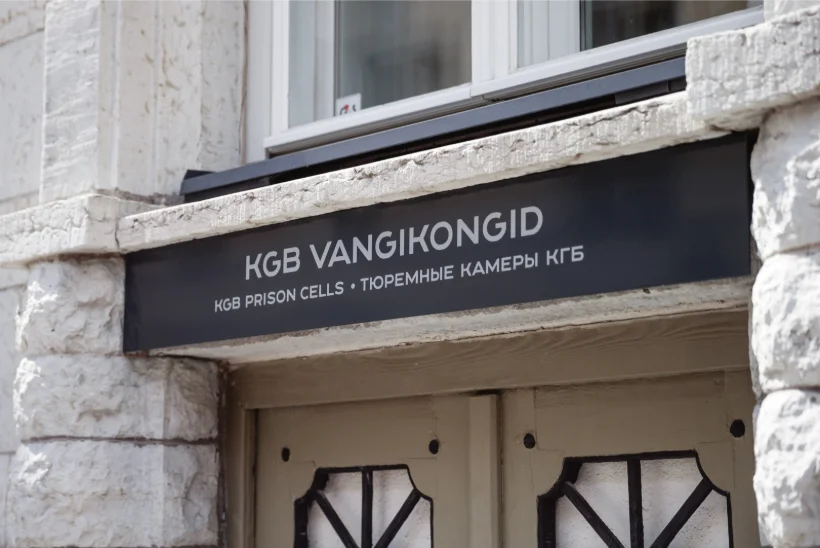 KGB VANGIKONGID
KGB PRISON CELLS • ТЮРЕМНЫЕ КАМЕРЫ КГБ